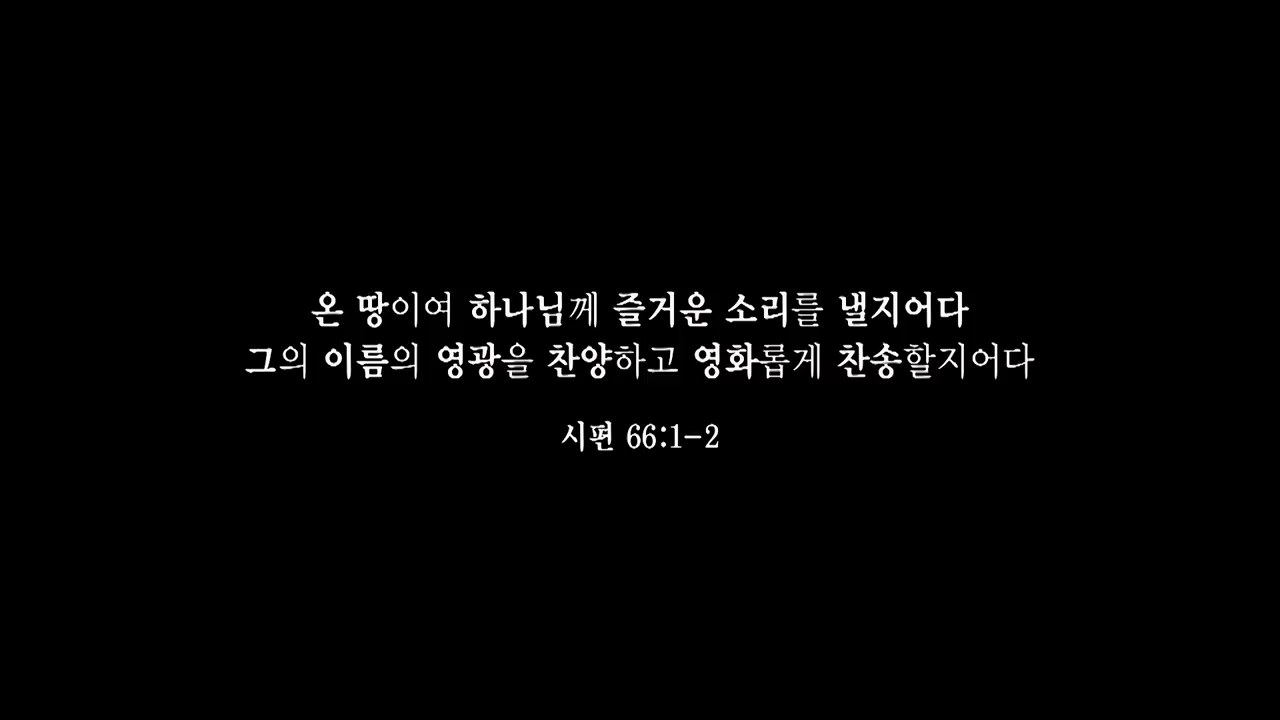 온 땅이여 하나님께 즐거운 소리를 낼지어다
그의 이름의 영광을 찬양하고 영화롭게 찬송할지어다
시편 66:1-2